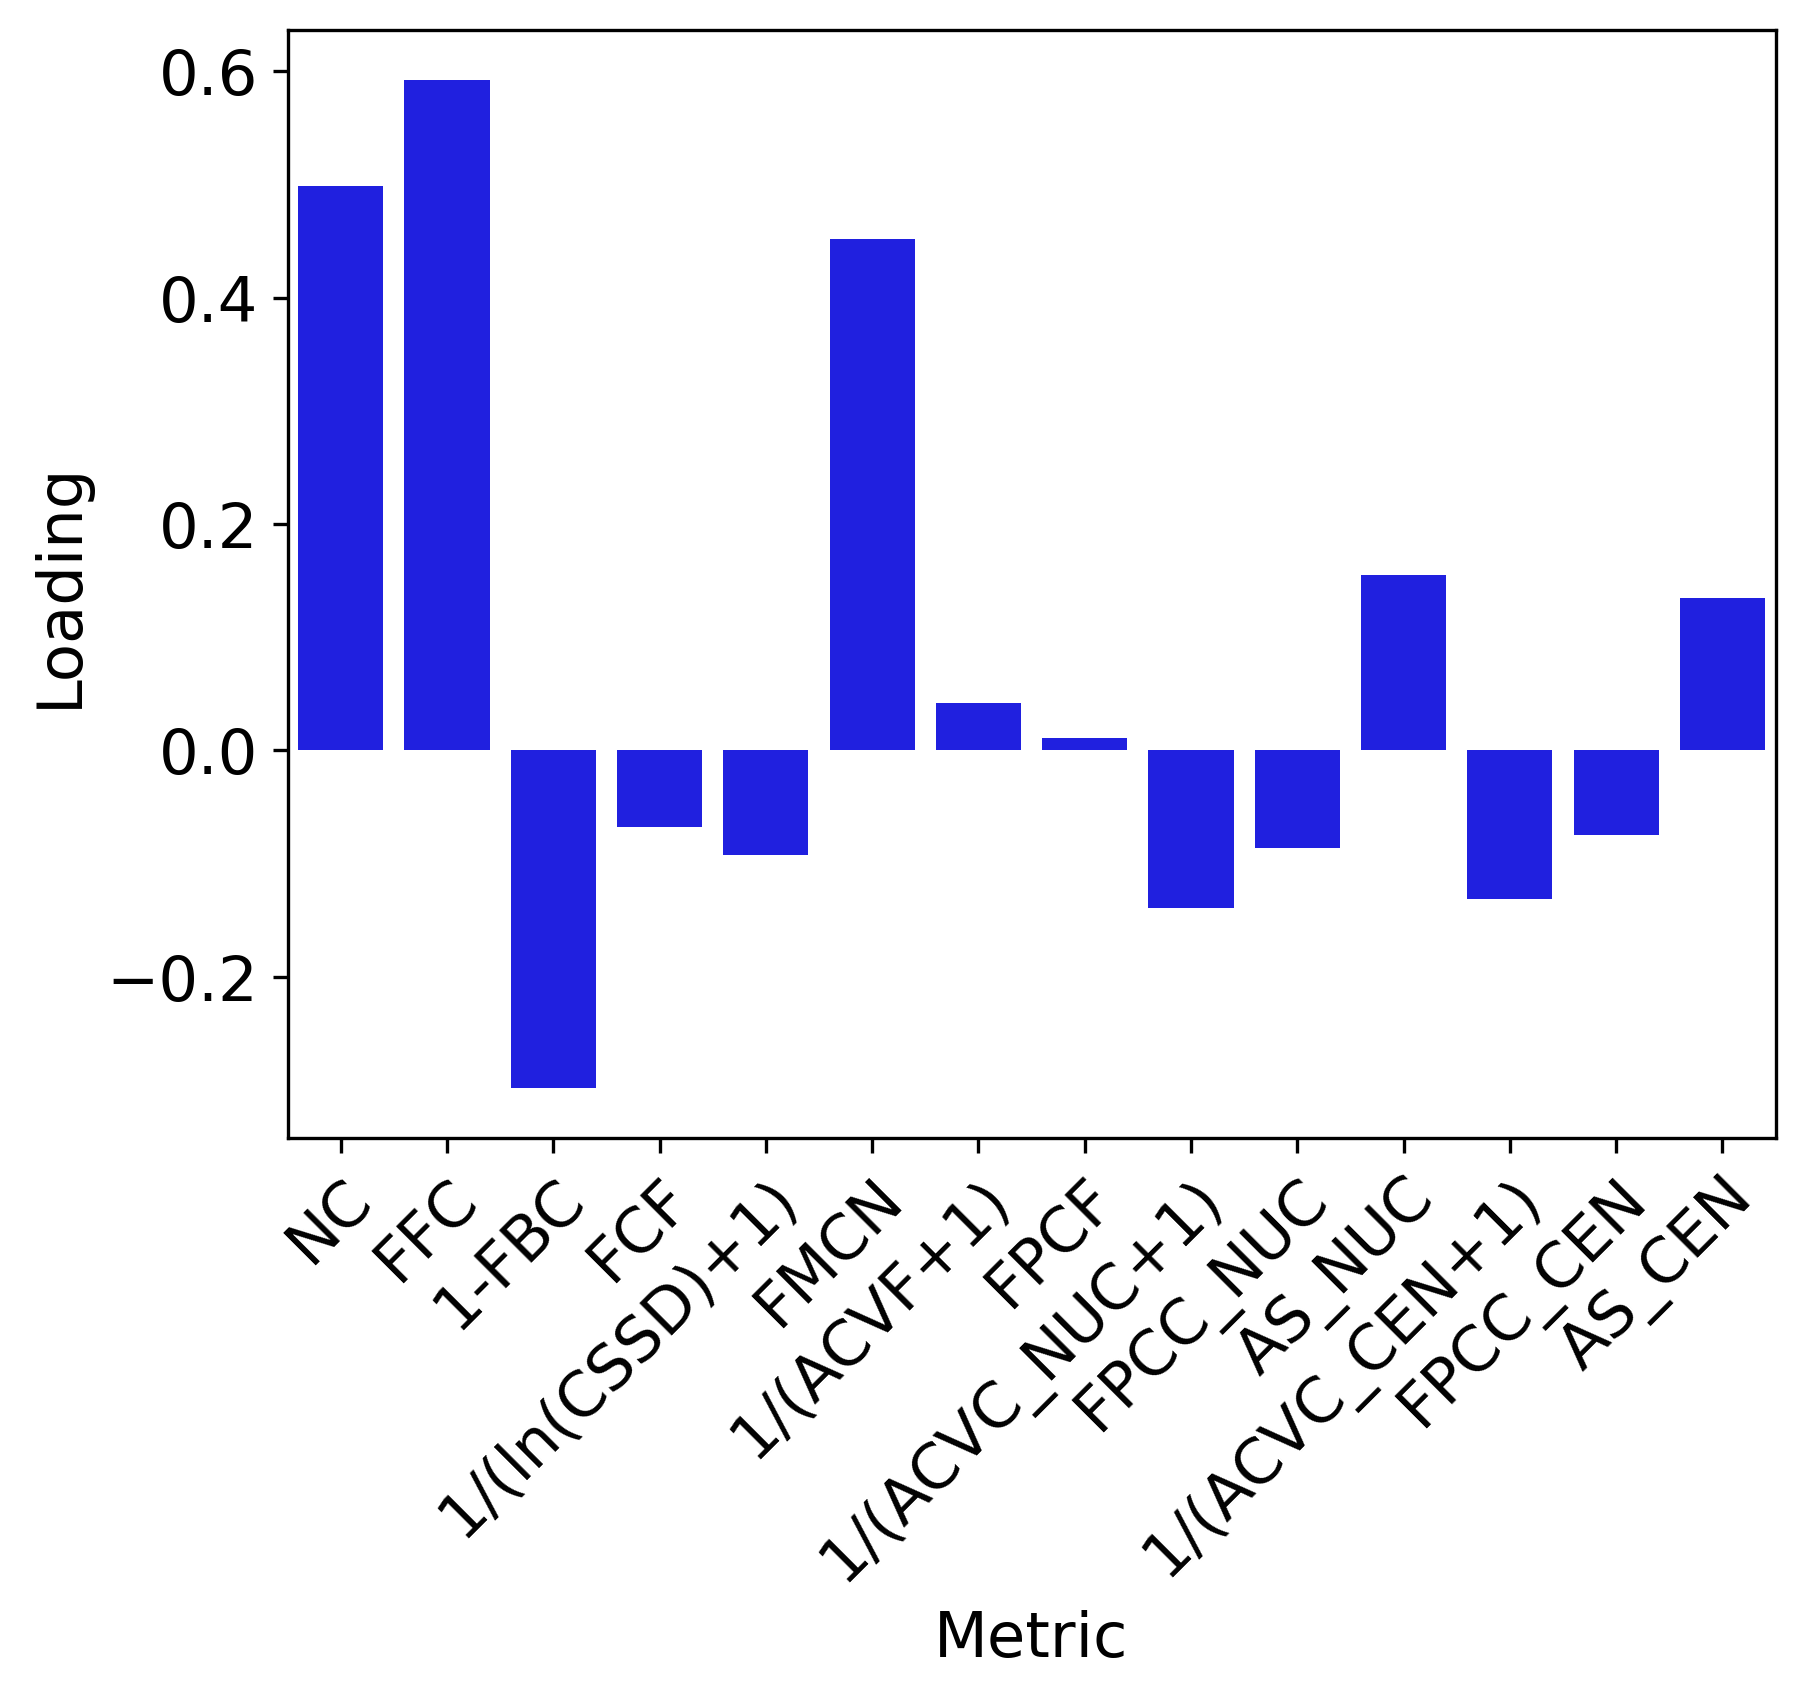 0.6
0.4
0.2
0.0
−0.2
Loading
NC
FFC
1-FBC
FCF
1/(ln(CSSD)+1)
FMCN
1/(ACVF+1)
FPCF
1/(ACVC_NUC+1)
FPCC_NUC
AS_NUC
1/(ACVC_CEN+1)
FPCC_CEN
AS_CEN
Metric